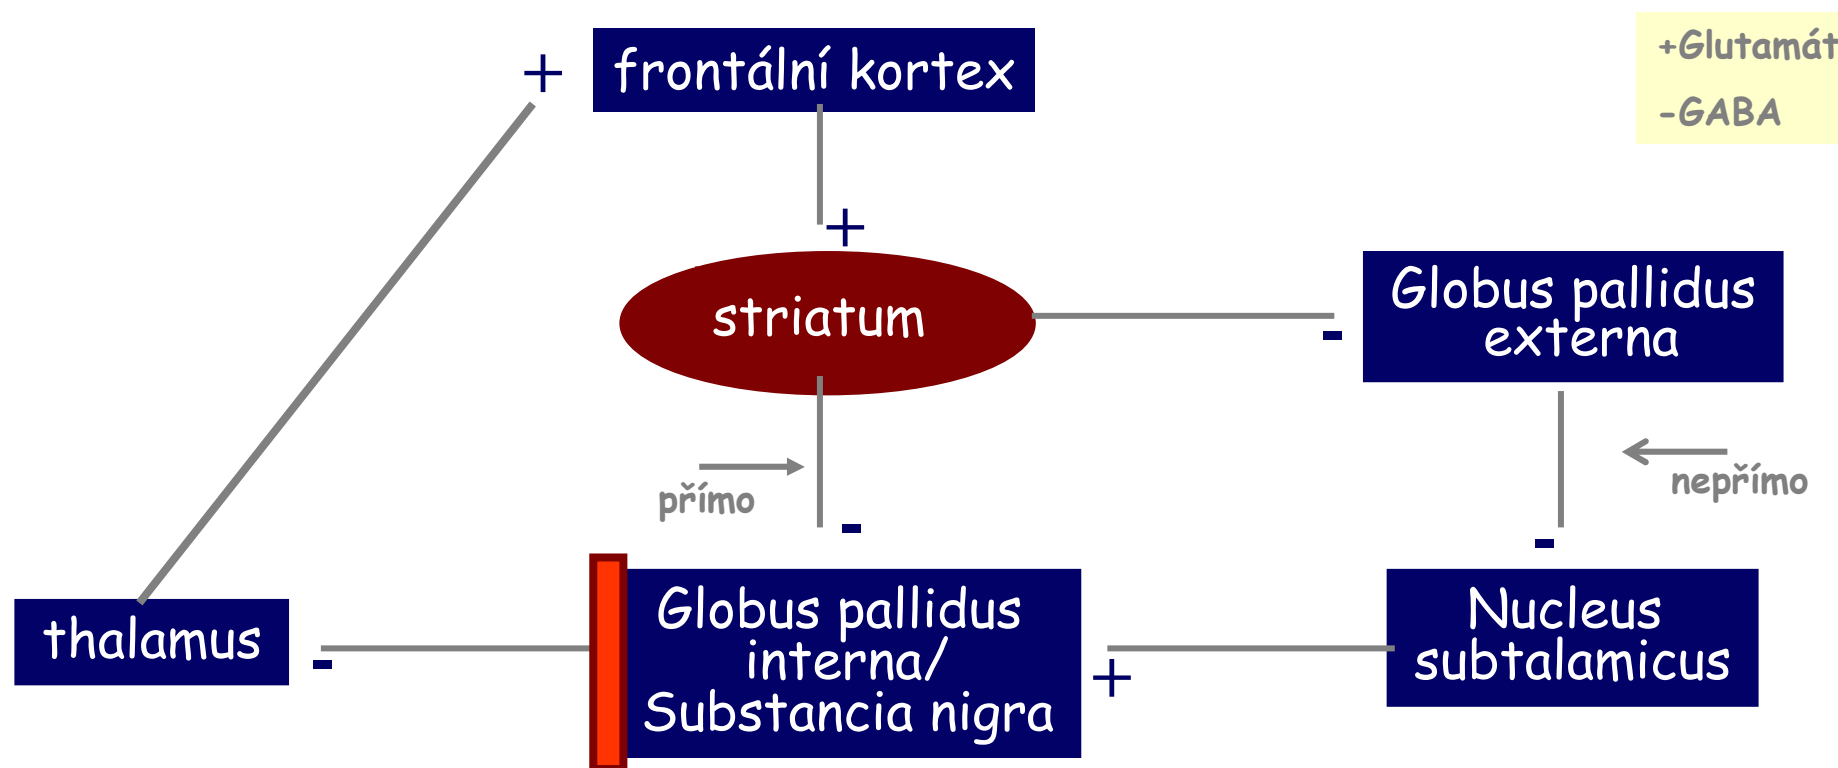 + frontální kortex
+Glutamát
-GABA
+
striatum
Globus pallidus
externa
-
přímo
nepřímo
-
-
thalamus
-
Globus pallidus
interna/
Substancia nigra
+
Nucleus
subtalamicus